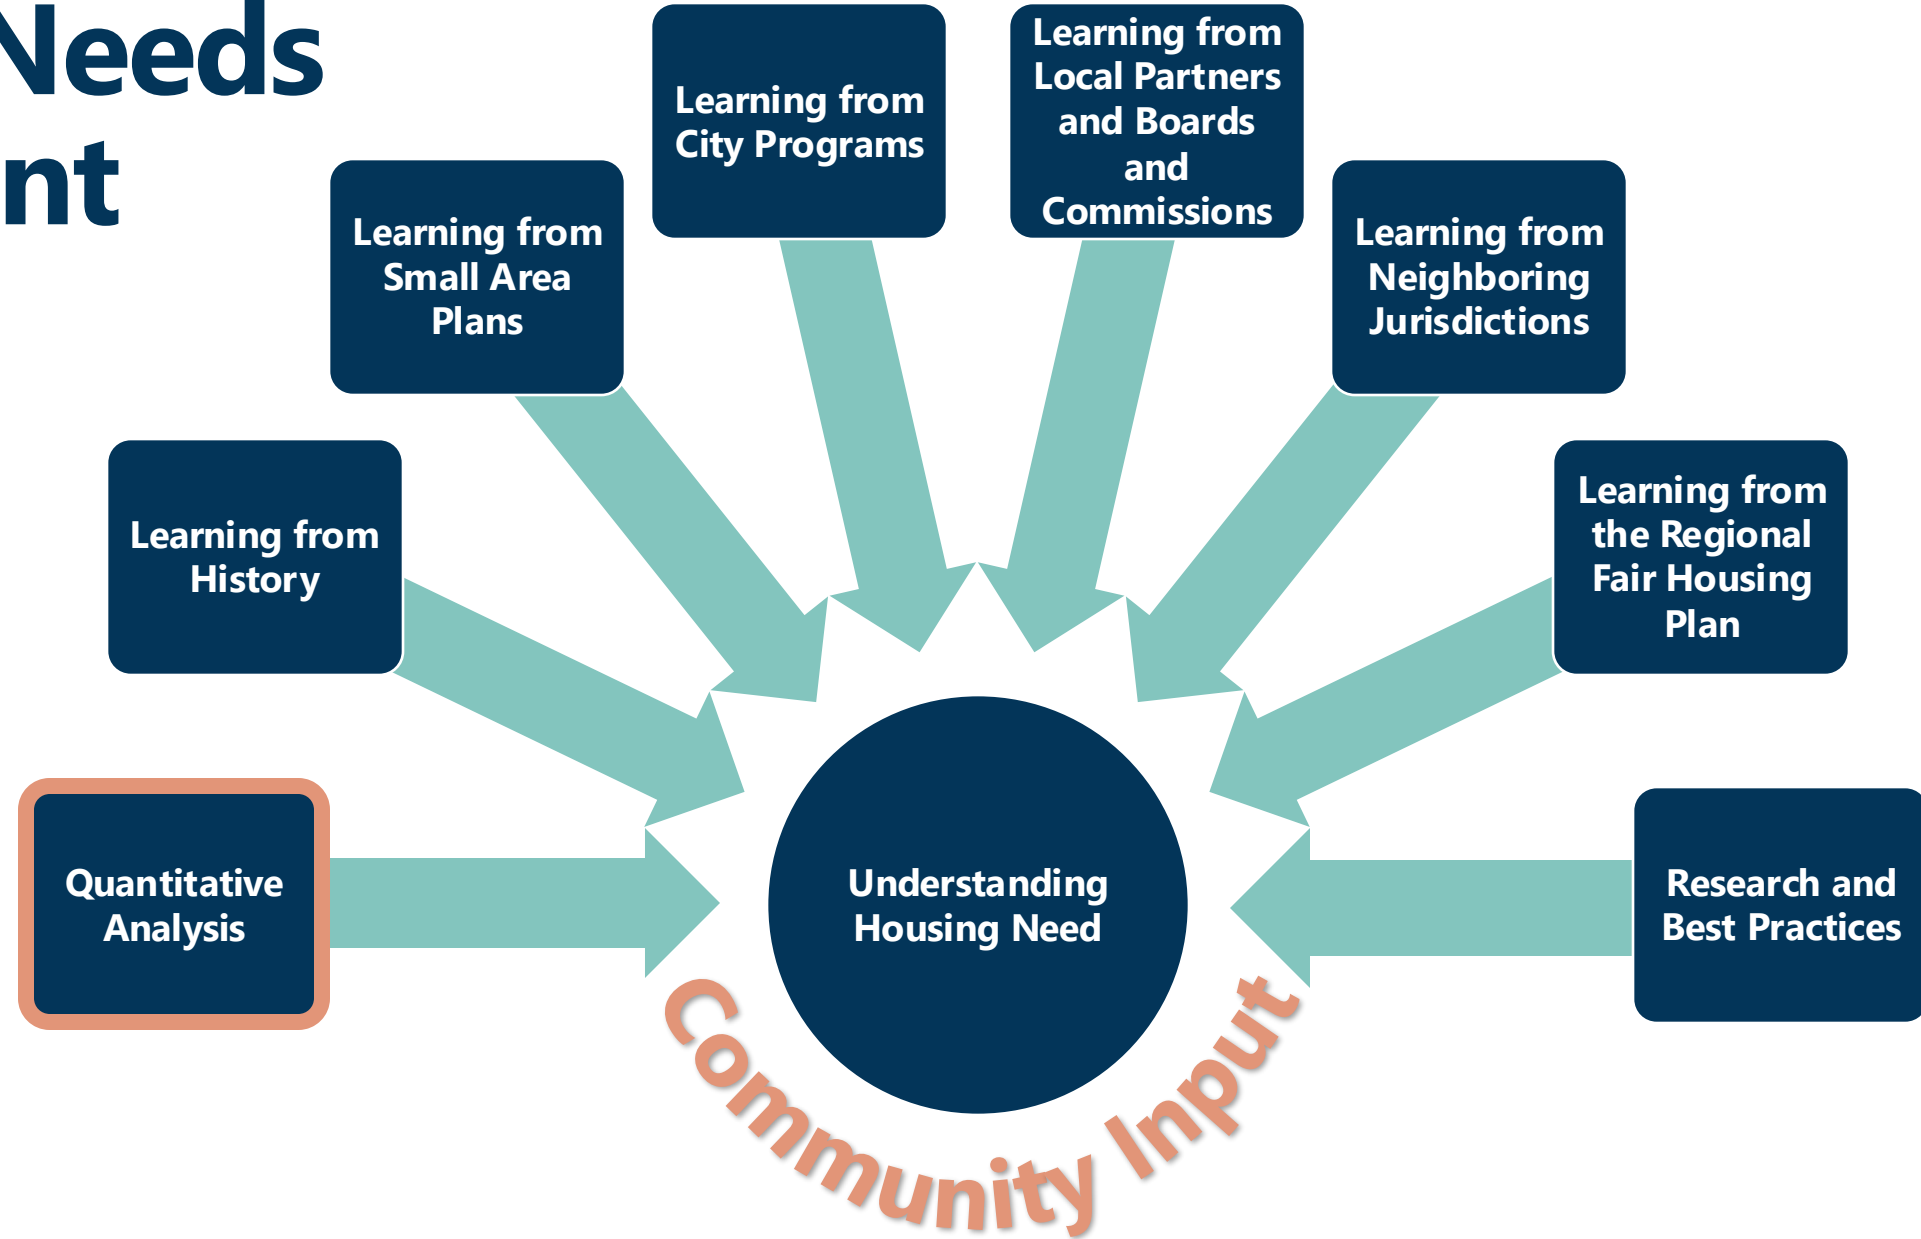 Needs
nt
Learning from
City Programs
Learning from
Local Partners
and Boards
and
Commissions
Learning from
Small Area
Plans
Learning from
Neighboring
Jurisdictions
Learning from
History
Learning from
the Regional
Fair Housing
Plan
Quantitative
Analysis
Understanding
Housing Need
Research and
Best Practices
Community Input